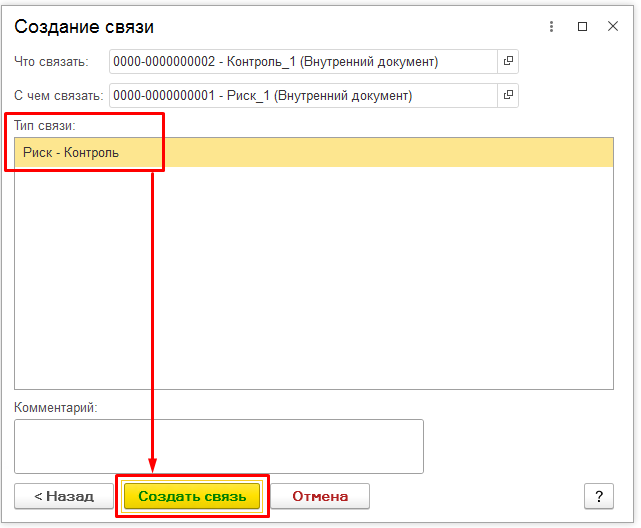 Создание связи
Что связать: 0000-0000000002 - Контроль_1 (Внутренний документ)
С чем связать: 0000-0000000001 - Риск_1 (Внутренний документ)
Тип связи:
Риск - Контроль
Комментарий:
< Назад Создать связь Отмена ?